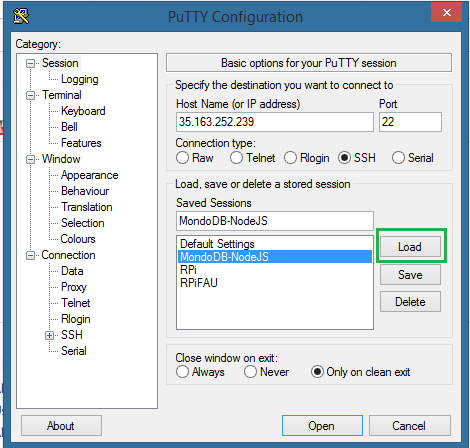 PuTTY Configuration
Category:
Session
Logging
Terminal
Keyboard
Bell
Features
Window
Appearance
Behaviour
Translation
Selection
Colours
Connection
Data
Proxy
Telnet
Rlogin
SSH
Serial
Basic options for your PuTTY session
Specify the destination you want to connect to
Host Name (or IP address) Port
35.163.252.239 22
Connection type:
Raw Telnet Rlogin SSH Serial
Load, save or delete a stored session
Saved Sessions
MondoDB-NodeJS
Default Settings
MondoDB-NodeJS
RPi
RPiFAU
Load
Save
Delete
Close window on exit:
Always Never Only on clean exit
About Open Cancel